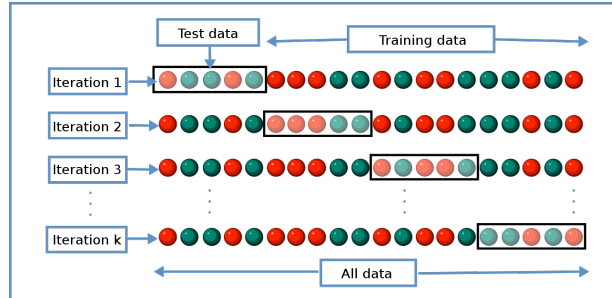 Test data
Training data
Iteration 1
Iteration 2
Iteration 3
Iteration k
All data